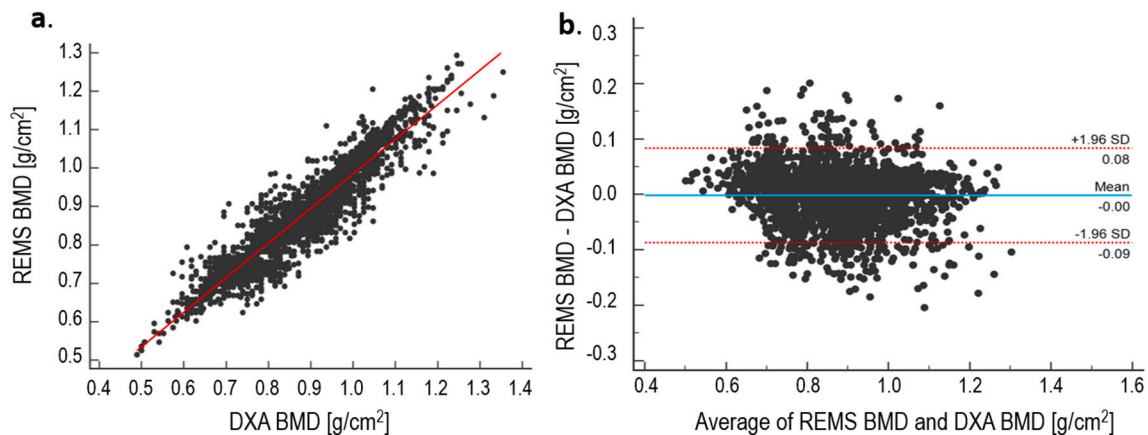 a.
REMS BMD [g/cm²]
1.3
1.2
1.1
1.0
0.9
0.8
0.7
0.6
0.5
0.4 0.5 0.6 0.7 0.8 0.9 1.0 1.1 1.2 1.3 1.4
DXA BMD [g/cm²]
b.
REMS BMD - DXA BMD [g/cm²]
0.3
0.2
0.1
0.0
-0.1
-0.2
-0.3
+1.96 SD
0.08
Mean
-0.00
-1.96 SD
-0.09
0.4 0.6 0.8 1.0 1.2 1.4 1.6
Average of REMS BMD and DXA BMD [g/cm²]